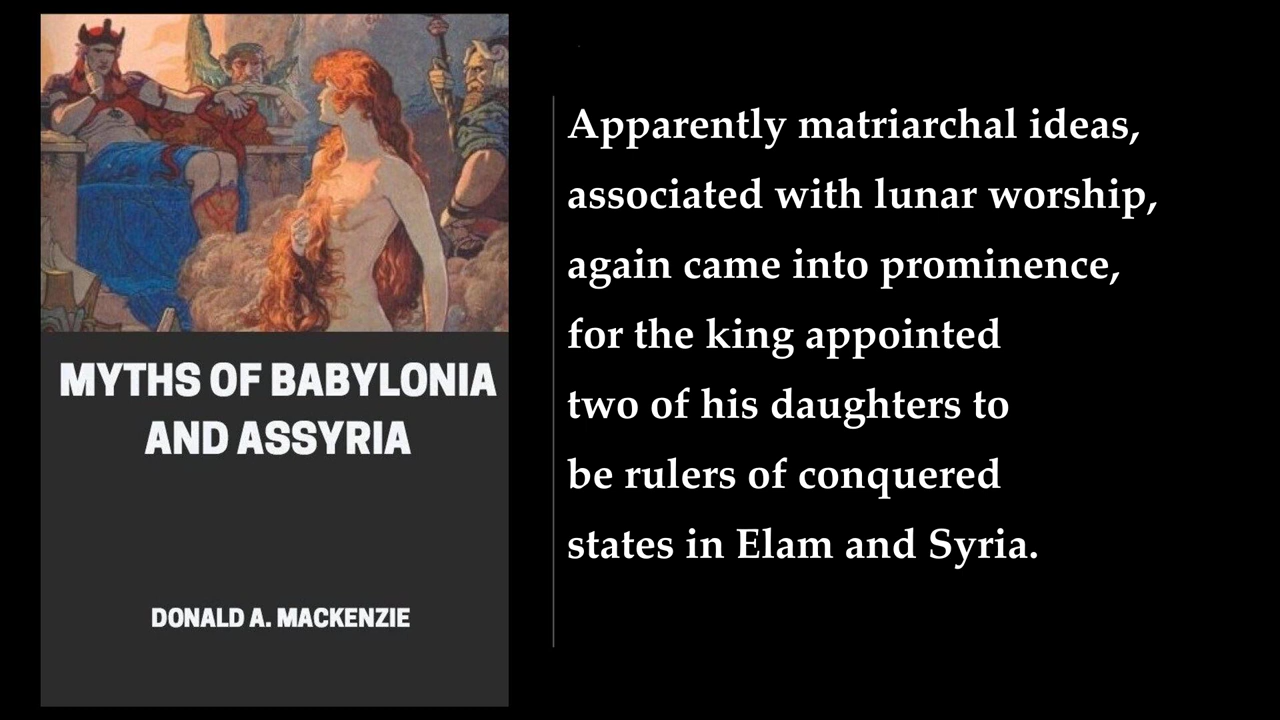 MYTHS OF BABYLONIA
AND ASSYRIA
DONALD A. MACKENZIE
Apparently matriarchal ideas,
associated with lunar worship,
again came into prominence,
for the king appointed
two of his daughters to
be rulers of conquered
states in Elam and Syria.